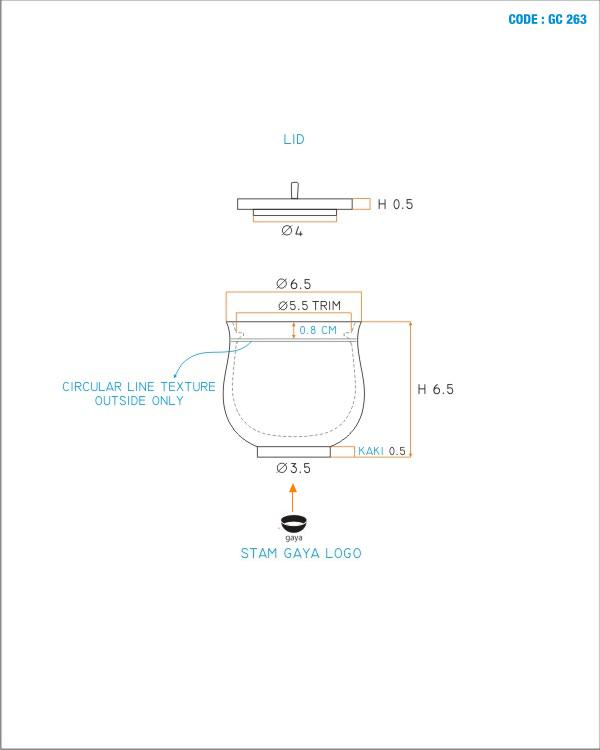 CODE : GC 263
LID
H 0.5
Ø4
Ø6.5
Ø5.5 TRIM
0.8 CM
CIRCULAR LINE TEXTURE
OUTSIDE ONLY
H 6.5
KAKI 0.5
Ø3.5
gaya
STAM GAYA LOGO